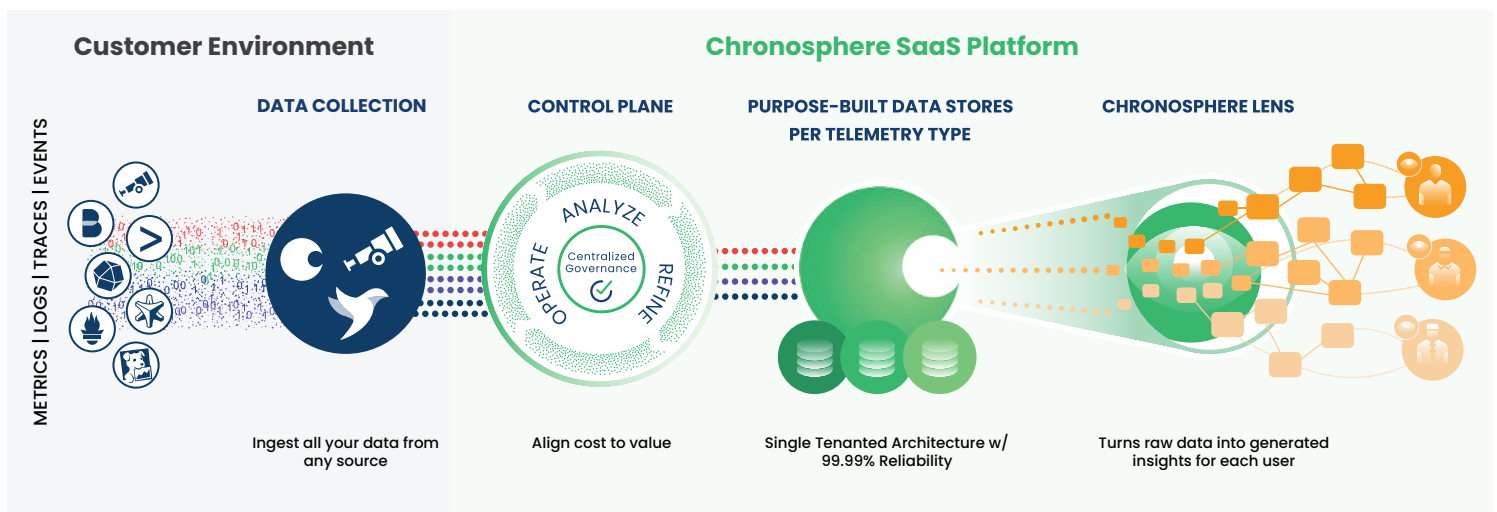 Customer Environment
Chronosphere SaaS Platform
METRICS | LOGS | TRACES | EVENTS
DATA COLLECTION
Ingest all your data from
any source
CONTROL PLANE
ANALYZE
REFINE
OPERATE
Centralized
Governance
Align cost to value
PURPOSE-BUILT DATA STORES
PER TELEMETRY TYPE
Single Tenanted Architecture w/
99.99% Reliability
CHRONOSPHERE LENS
Turns raw data into generated
insights for each user